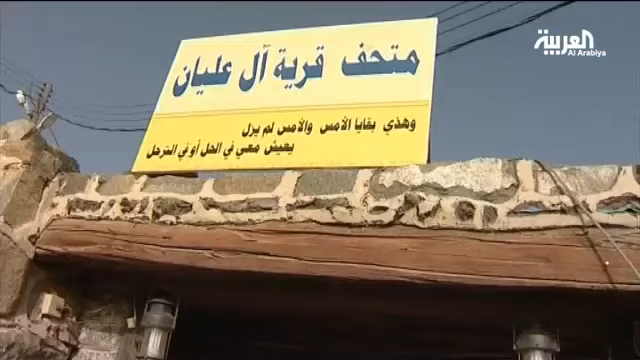 العربية
Al Arabiya
متحف قرية آل عليان
وهذي بقايا الأمس والأمس لم يزل
يعيش معي في الحل أو في الترحل